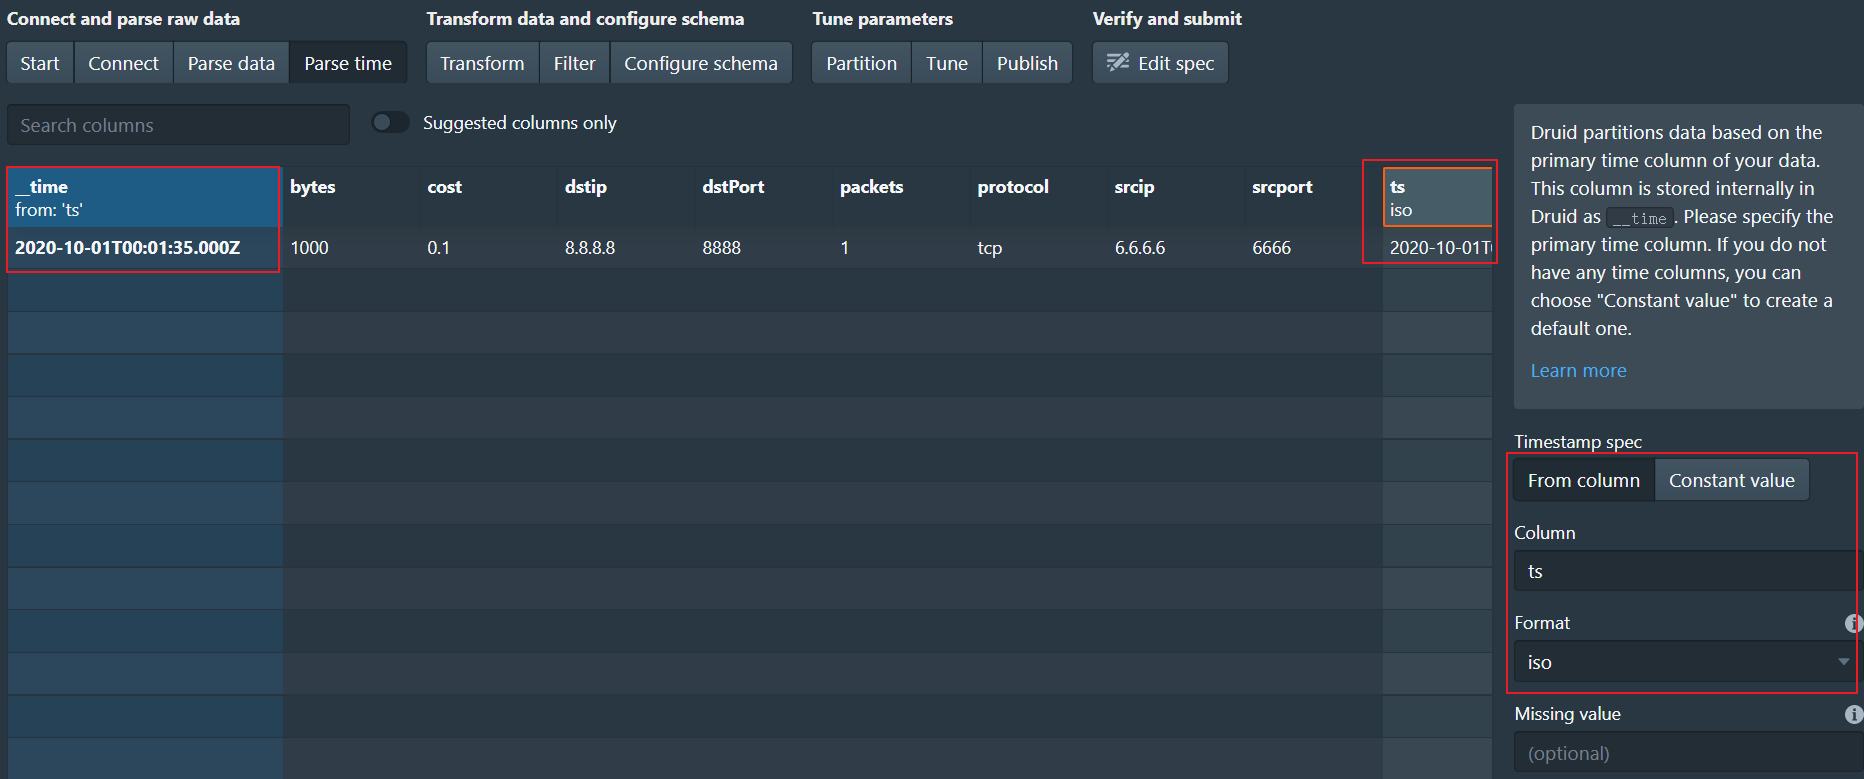 Connect and parse raw data
Transform data and configure schema
Tune parameters
Verify and submit
Start
Connect
Parse data
Parse time
Transform
Filter
Configure schema
Partition
Tune
Publish
Edit spec
Search columns
Suggested columns only
__time
from: 'ts'
bytes
cost
dstip
dstPort
packets
protocol
srcip
srcport
ts
iso
2020-10-01T00:01:35.000Z
1000
0.1
8.8.8.8
8888
1
tcp
6.6.6.6
6666
2020-10-01T
Druid partitions data based on the
primary time column of your data.
This column is stored internally in
Druid as __time. Please specify the
primary time column. If you do not
have any time columns, you can
choose "Constant value" to create a
default one.
Learn more
Timestamp spec
From column
Constant value
Column
ts
Format
iso
Missing value
(optional)